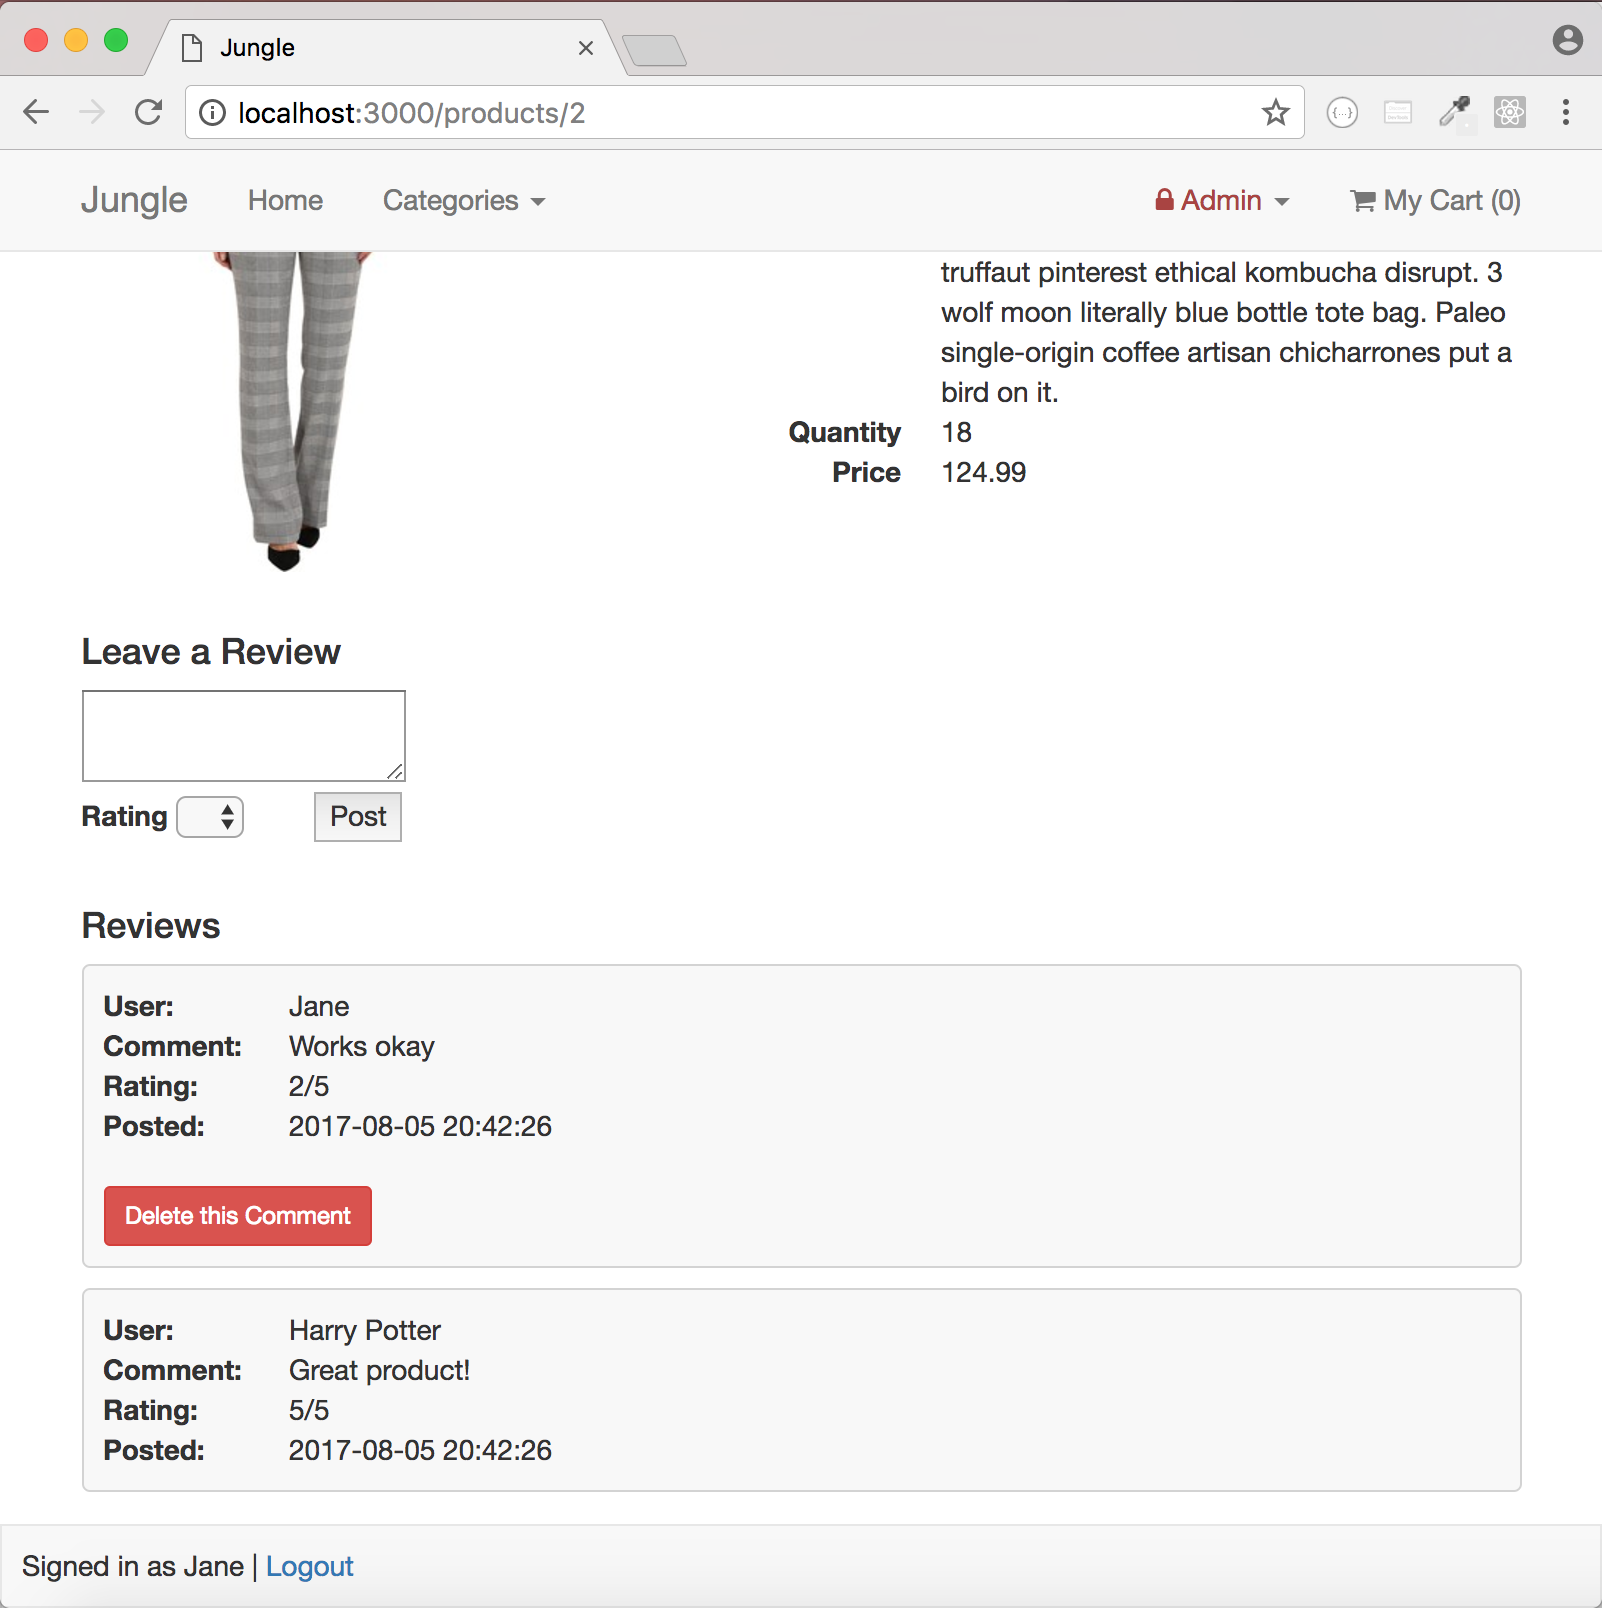 Jungle
localhost:3000/products/2
Jungle Home Categories Admin My Cart (0)
truffaut pinterest ethical kombucha disrupt. 3
wolf moon literally blue bottle tote bag. Paleo
single-origin coffee artisan chicharrones put a
bird on it.
Quantity 18
Price 124.99
Leave a Review
Rating Post
Reviews
User: Jane
Comment: Works okay
Rating: 2/5
Posted: 2017-08-05 20:42:26
Delete this Comment
User: Harry Potter
Comment: Great product!
Rating: 5/5
Posted: 2017-08-05 20:42:26
Signed in as Jane | Logout